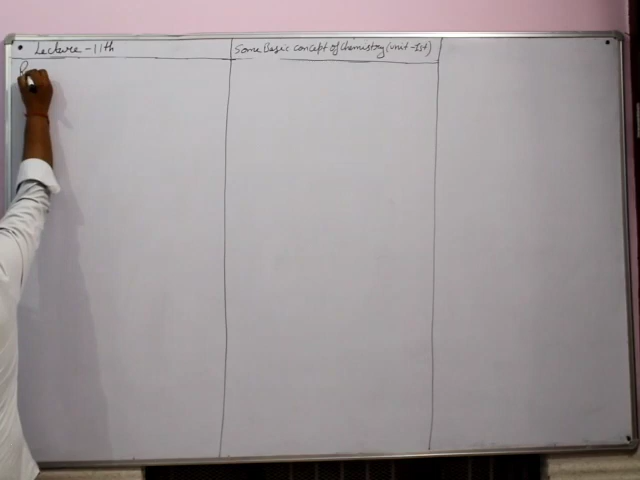 Lecture - 11th
Some Basic concept of Chemistry (unit - Ist)